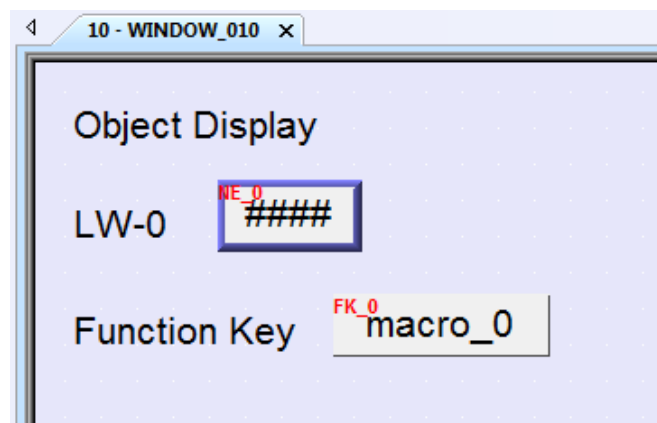 10 - WINDOW_010
Object Display
NE_0
LW-0 ####
FK_0
Function Key macro_0